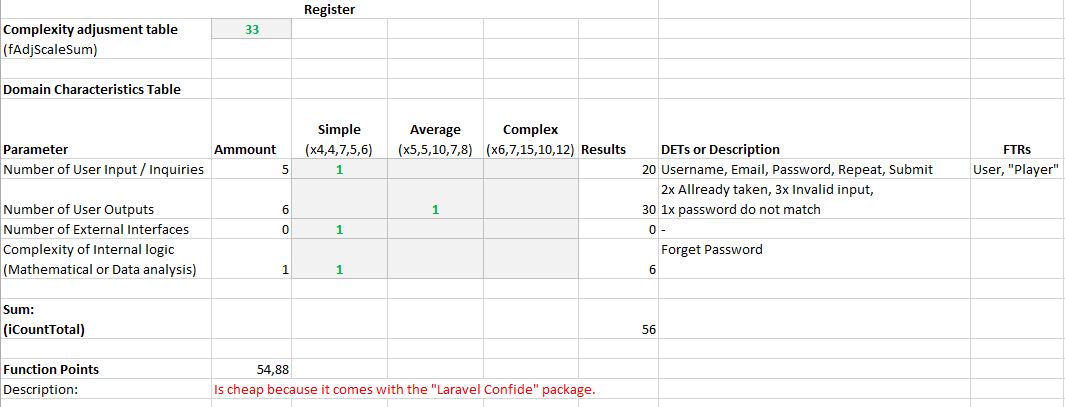 Register
Complexity adjusment table 33
(fAdjScaleSum)
Domain Characteristics Table
Simple Average Complex
Parameter Ammount (x4,4,7,5,6) (x5,5,10,7,8) (x6,7,15,10,12) Results DETs or Description FTRs
Number of User Input / Inquiries 5 1 20 Username, Email, Password, Repeat, Submit User, "Player"
2x Allready taken, 3x Invalid input,
Number of User Outputs 6 1 30 1x password do not match
Number of External Interfaces 0 1 0 -
Complexity of Internal logic Forget Password
(Mathematical or Data analysis) 1 1 6
Sum:
(iCountTotal) 56
Function Points 54,88
Description: Is cheap because it comes with the "Laravel Confide" package.